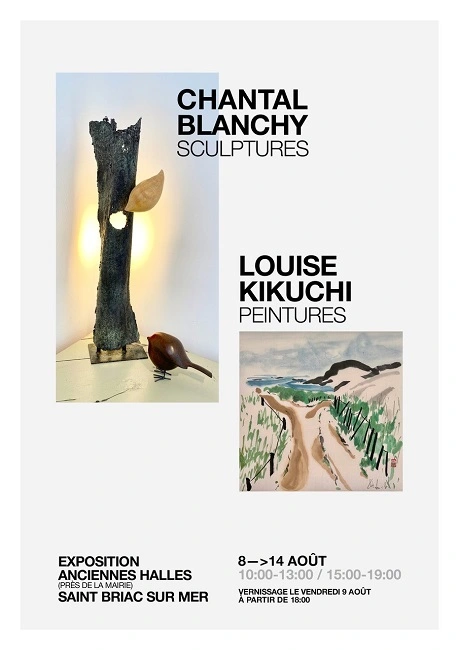 CHANTAL
BLANCHY
SCULPTURES
LOUISE
KIKUCHI
PEINTURES
EXPOSITION
ANCIENNES HALLES
(PRÈS DE LA MAIRIE)
SAINT BRIAC SUR MER
8—>14 AOÛT
10:00-13:00 / 15:00-19:00
VERNISSAGE LE VENDREDI 9 AOÛT
À PARTIR DE 18:00